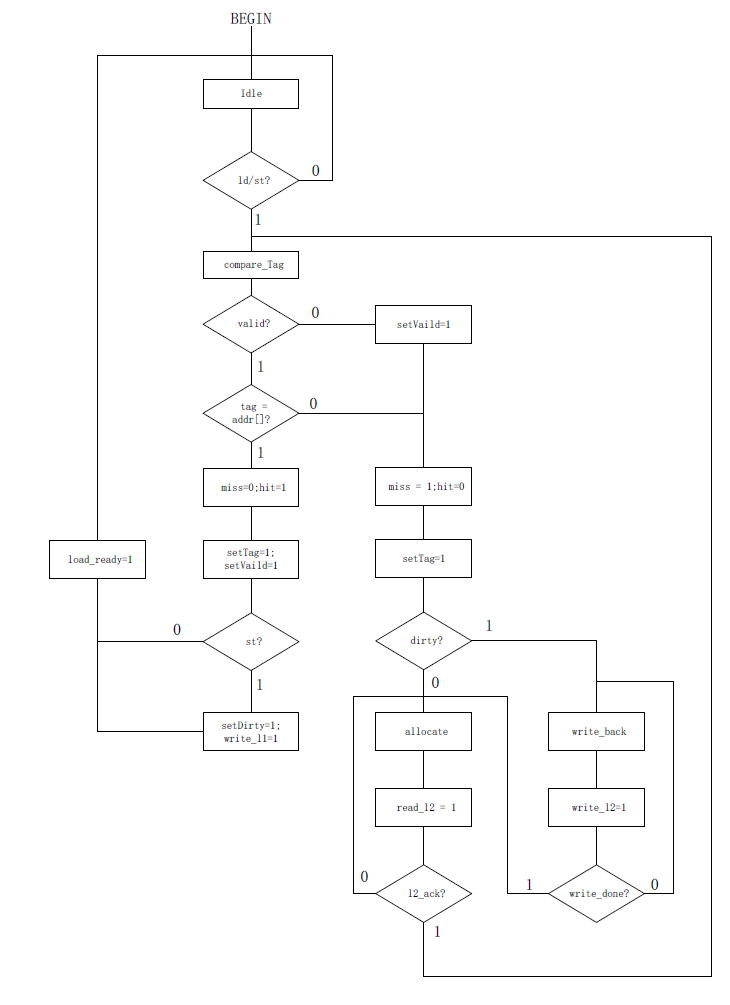 BEGIN
Idle
ld/st?
0
1
compare_Tag
valid?
0
setVaild=1
1
tag =
addr[]?
0
1
miss=0;hit=1
miss = 1;hit=0
load_ready=1
setTag=1;
setVaild=1
setTag=1
0
st?
dirty?
1
1
0
setDirty=1;
write_l1=1
allocate
write_back
read_l2 = 1
write_l2=1
0
l2_ack?
1
write_done?
0
1